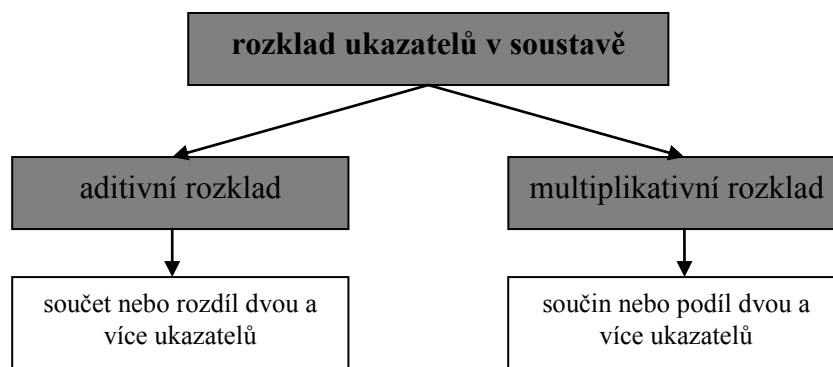 rozklad ukazatelů v soustavě
aditivní rozklad
multiplikativní rozklad
součet nebo rozdíl dvou a
více ukazatelů
součin nebo podíl dvou a
více ukazatelů